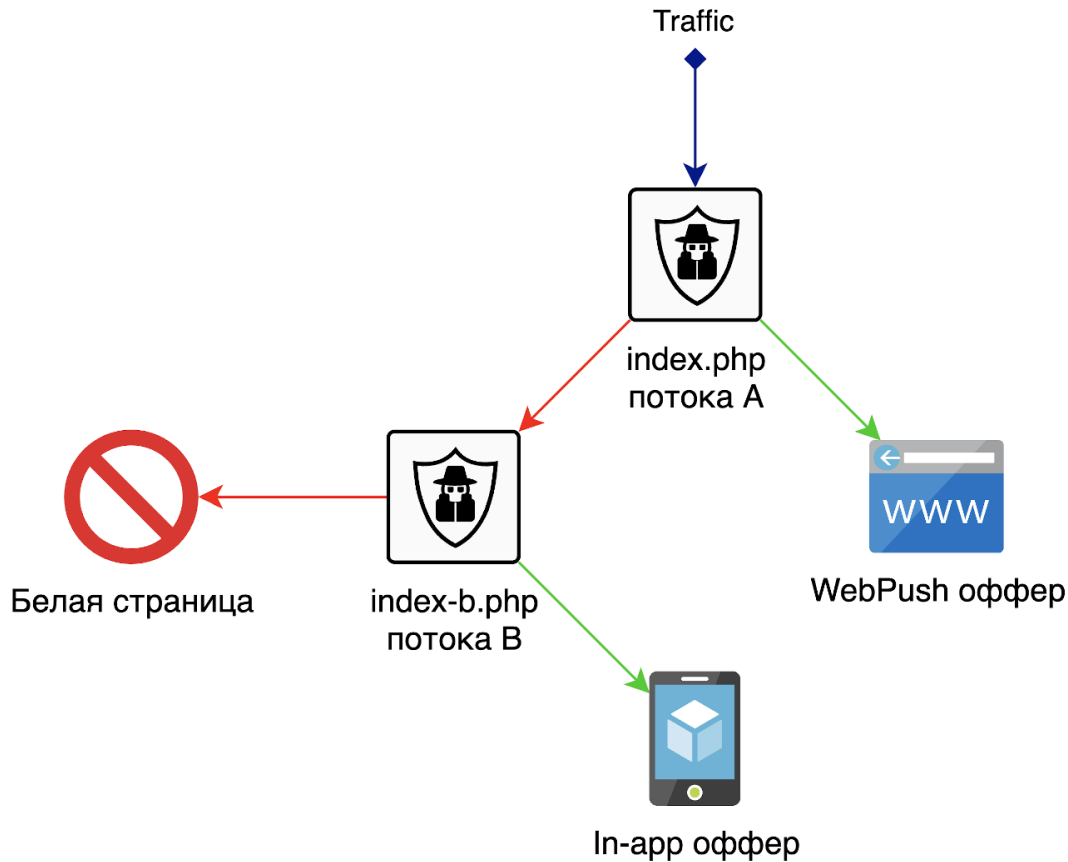 Traffic
index.php
потока A
www
WebPush оффер
Белая страница
index-b.php
потока B
In-app оффер